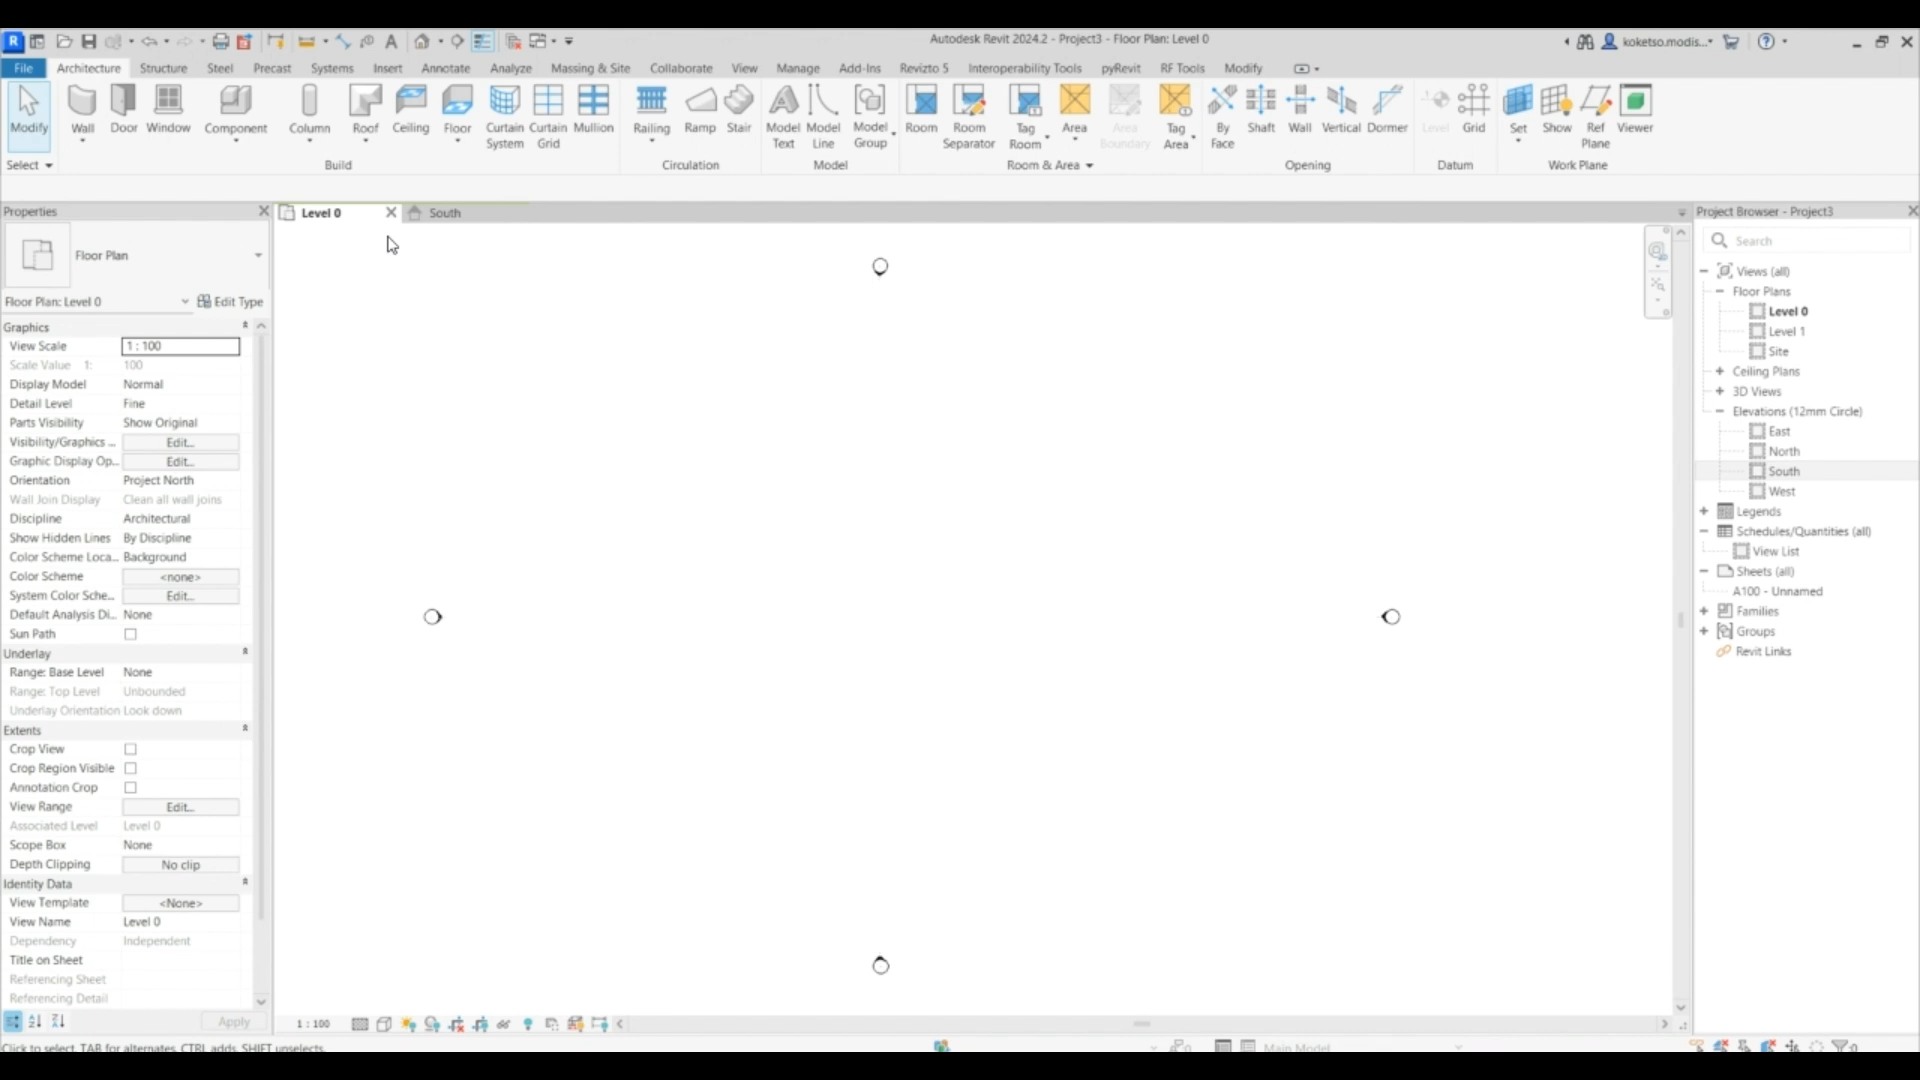 Autodesk Revit 2024.2 - Project3 - Floor Plan: Level 0
koketso.modis...
File Architecture Structure Steel Precast Systems Insert Annotate Analyze Massing & Site Collaborate View Manage Add-Ins Revizto 5 Interoperability Tools pyRevit RF Tools Modify
Modify Wall Door Window Component Column Roof Ceiling Floor Curtain System Curtain Grid Mullion Railing Ramp Stair Model Text Model Line Model Group Room Room Separator Tag Room Area Area Boundary Tag Area By Face Shaft Wall Vertical Dormer Level Grid Set Show Ref Plane Viewer
Select Build Circulation Model Room & Area Opening Datum Work Plane
Properties
Floor Plan
Floor Plan: Level 0 Edit Type
Graphics
View Scale 1 : 100
Scale Value 1: 100
Display Model Normal
Detail Level Fine
Parts Visibility Show Original
Visibility/Graphics ... Edit...
Graphic Display Op... Edit...
Orientation Project North
Wall Join Display Clean all wall joins
Discipline Architectural
Show Hidden Lines By Discipline
Color Scheme Loca... Background
Color Scheme <none>
System Color Sche... Edit...
Default Analysis Di... None
Sun Path
Underlay
Range: Base Level None
Range: Top Level Unbounded
Underlay Orientation Look down
Extents
Crop View
Crop Region Visible
Annotation Crop
View Range Edit...
Associated Level Level 0
Scope Box None
Depth Clipping No clip
Identity Data
View Template <None>
View Name Level 0
Dependency Independent
Title on Sheet
Referencing Sheet
Referencing Detail
Apply
Level 0 South
1 : 100
Project Browser - Project3
Search
Views (all)
Floor Plans
Level 0
Level 1
Site
Ceiling Plans
3D Views
Elevations (12mm Circle)
East
North
South
West
Legends
Schedules/Quantities (all)
View List
Sheets (all)
A100 - Unnamed
Families
Groups
Revit Links
Click to select, TAB for alternates, CTRL adds, SHIFT unselects.
:0 Main Model :0